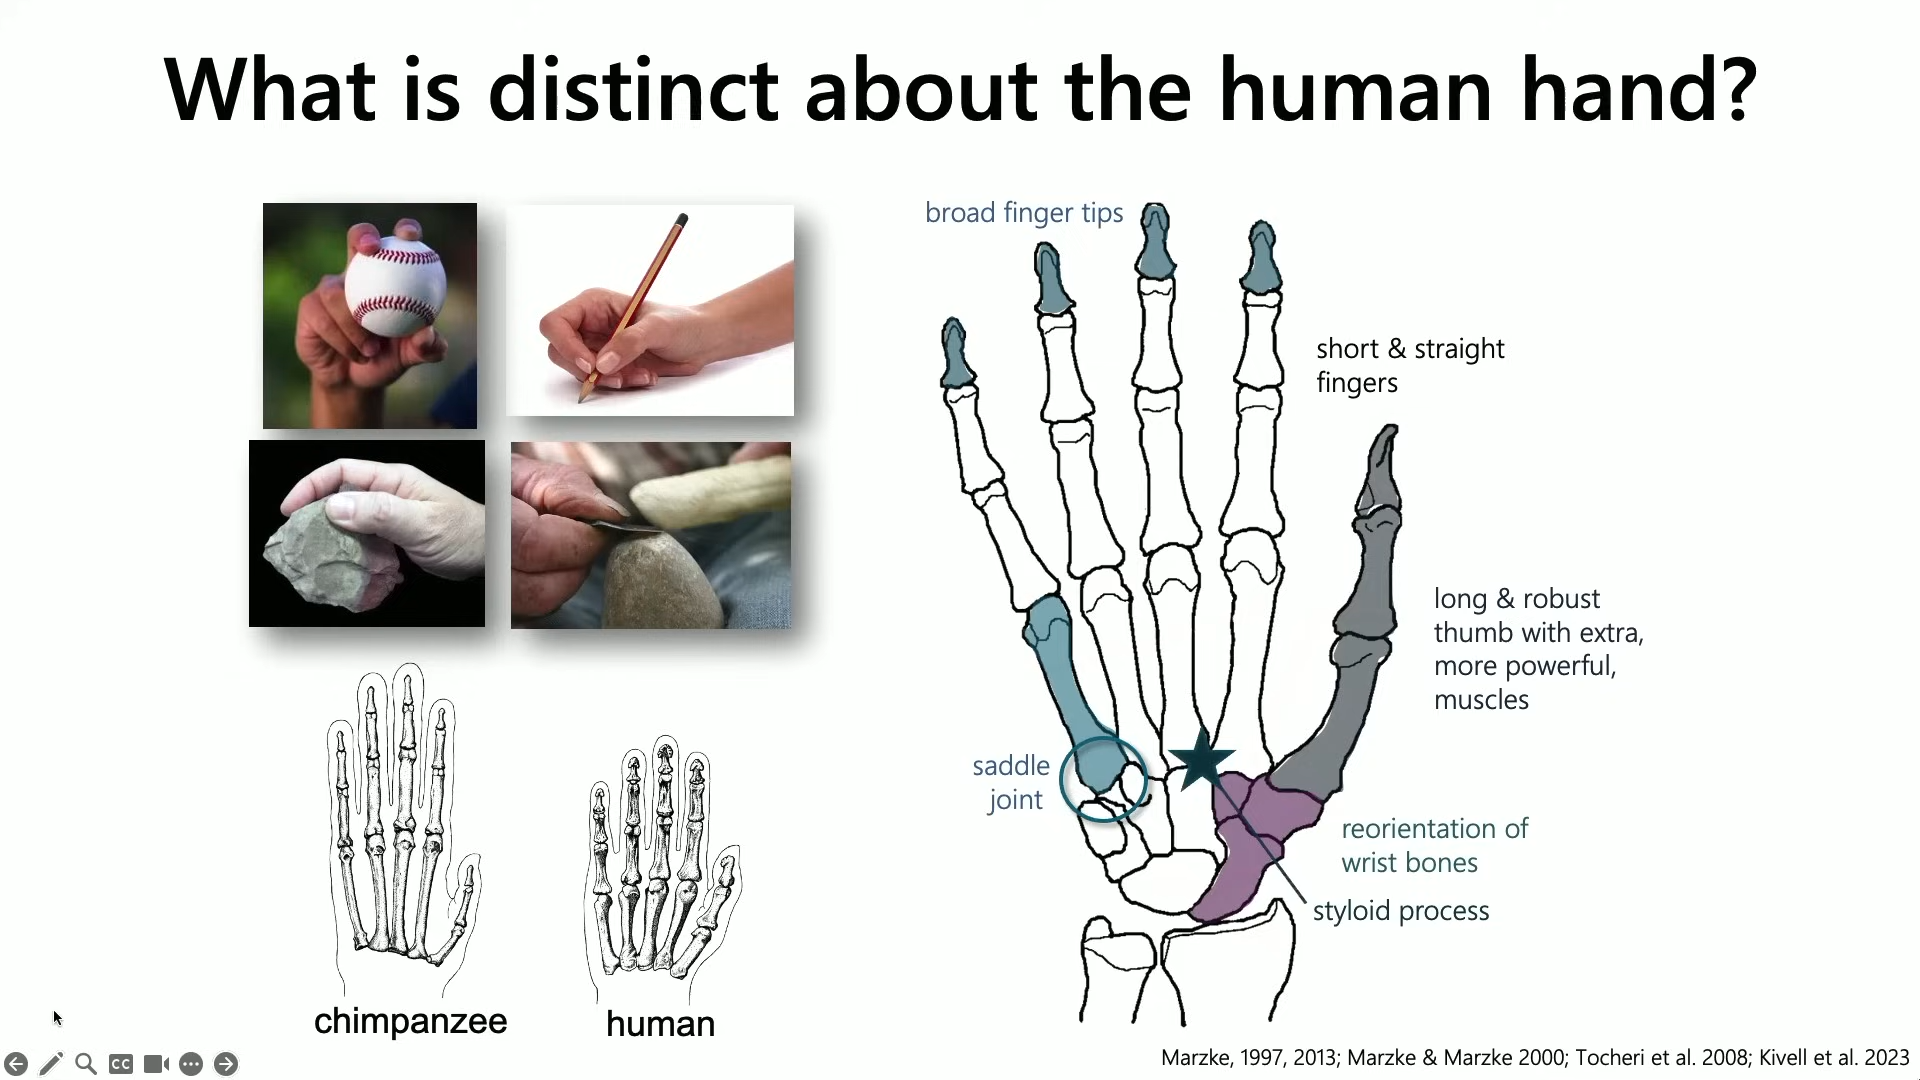 What is distinct about the human hand?
broad finger tips
short & straight
fingers
long & robust
thumb with extra,
more powerful,
muscles
saddle
joint
reorientation of
wrist bones
styloid process
chimpanzee
human
CC
Marzke, 1997, 2013; Marzke & Marzke 2000; Tocheri et al. 2008; Kivell et al. 2023